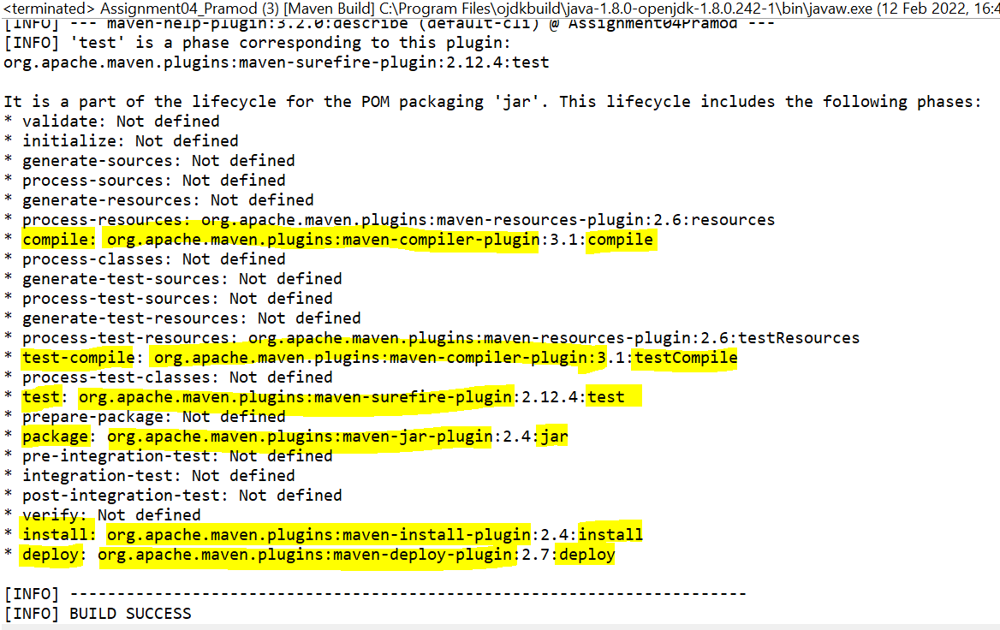 <terminated> Assignment04_Pramod (3) [Maven Build] C:\Program Files\ojdkbuild\java-1.8.0-openjdk-1.8.0.242-1\bin\javaw.exe (12 Feb 2022, 16:4
[INFO] --- maven-help-plugin:3.2.0:describe (default-cli) @ Assignment04Pramod ---
[INFO] 'test' is a phase corresponding to this plugin:
org.apache.maven.plugins:maven-surefire-plugin:2.12.4:test
It is a part of the lifecycle for the POM packaging 'jar'. This lifecycle includes the following phases:
* validate: Not defined
* initialize: Not defined
* generate-sources: Not defined
* process-sources: Not defined
* generate-resources: Not defined
* process-resources: org.apache.maven.plugins:maven-resources-plugin:2.6:resources
* compile: org.apache.maven.plugins:maven-compiler-plugin:3.1:compile
* process-classes: Not defined
* generate-test-sources: Not defined
* process-test-sources: Not defined
* generate-test-resources: Not defined
* process-test-resources: org.apache.maven.plugins:maven-resources-plugin:2.6:testResources
* test-compile: org.apache.maven.plugins:maven-compiler-plugin:3.1:testCompile
* process-test-classes: Not defined
* test: org.apache.maven.plugins:maven-surefire-plugin:2.12.4:test
* prepare-package: Not defined
* package: org.apache.maven.plugins:maven-jar-plugin:2.4:jar
* pre-integration-test: Not defined
* integration-test: Not defined
* post-integration-test: Not defined
* verify: Not defined
* install: org.apache.maven.plugins:maven-install-plugin:2.4:install
* deploy: org.apache.maven.plugins:maven-deploy-plugin:2.7:deploy
[INFO] ------------------------------------------------------------------------
[INFO] BUILD SUCCESS